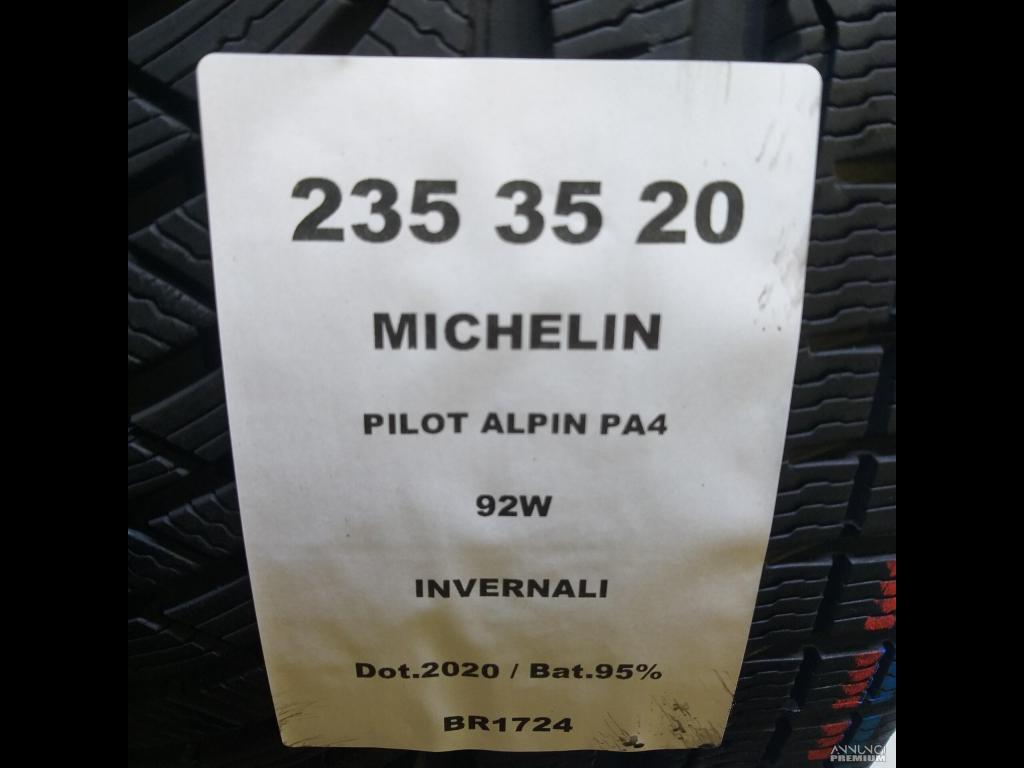 235 35 20
MICHELIN
PILOT ALPIN PA4
92W
INVERNALI
Dot.2020 / Bat.95%
BR1724
ANNUNCI
PREMIUM